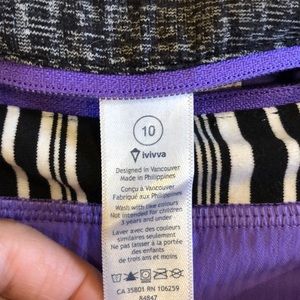 10
ivivva
Designed in Vancouver
Made in Philippines
Conçu à Vancouver
Fabriqué aux Philippines
Wash with like colours
Not intended for children
3 years and under
Laver avec des couleurs
similaires seulement
Ne pas laisser à la portée
des enfants
de trois ans et moins
CA 35801 RN 106259
84847